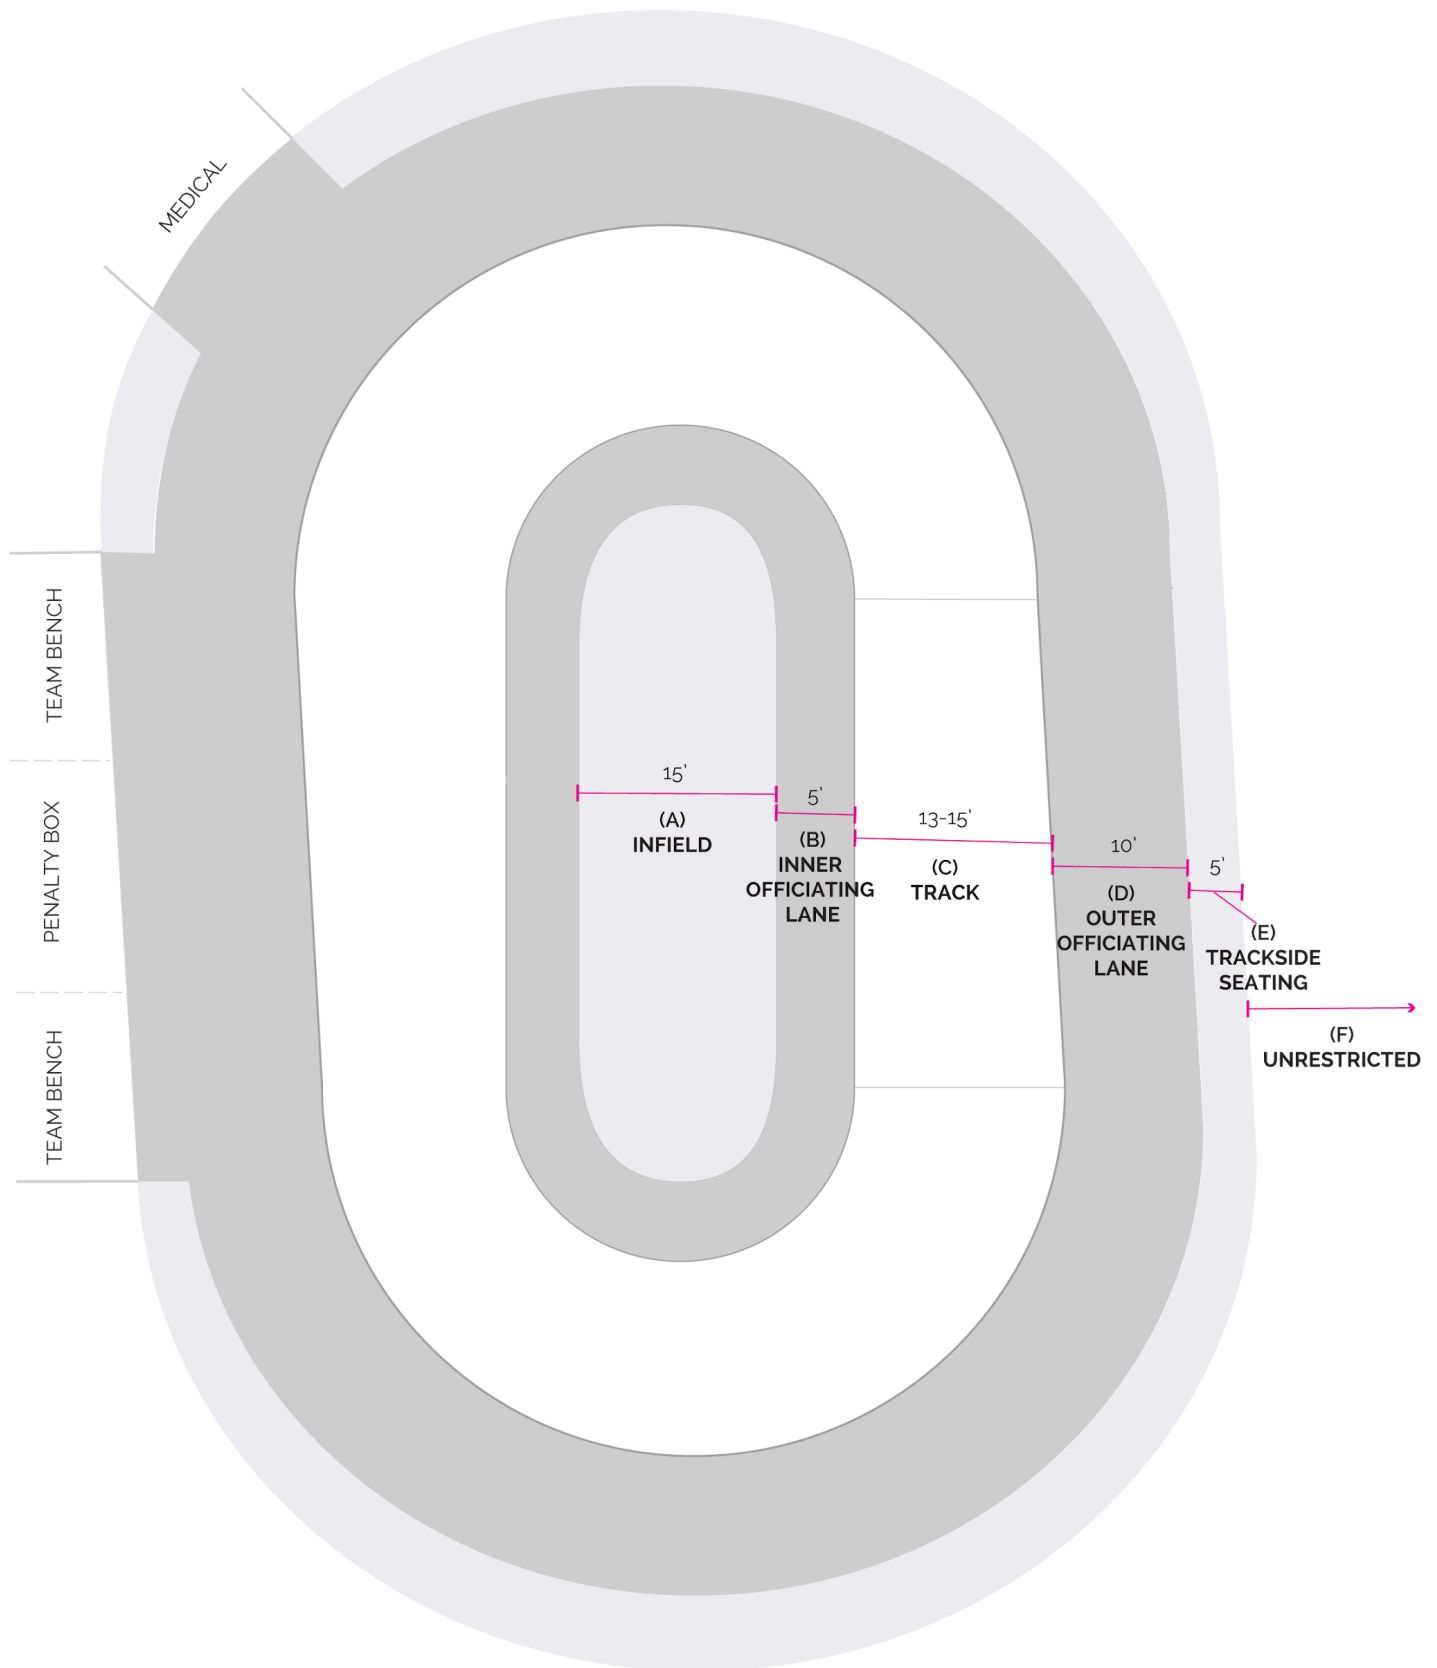 MEDICAL
TEAM BENCH
PENALTY BOX
TEAM BENCH
15'
(A)
INFIELD
5'
(B)
INNER
OFFICIATING
LANE
13-15'
(C)
TRACK
10'
(D)
OUTER
OFFICIATING
LANE
5'
(E)
TRACKSIDE
SEATING
(F)
UNRESTRICTED